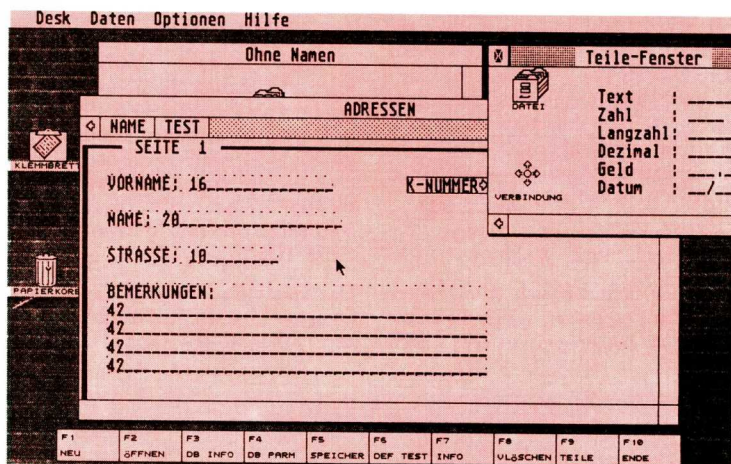 Desk Daten Optionen Hilfe
Ohne Namen
Teile-Fenster
DATEI
Text :
Zahl :
Langzahl:
Dezimal :
Geld : ,
Datum : /
VERBINDUNG
ADRESSEN
NAME TEST
SEITE 1
KLEMMBRETT
VORNAME: 16
K-NUMMER
NAME: 20
STRASSE: 10
PAPIERKORB
BEMERKUNGEN:
42
42
42
42
F1 F2 F3 F4 F5 F6 F7 F8 F9 F10
NEU öFFNEN DB INFO DB PARM SPEICHER DEF TEST INFO VLöSCHEN TEILE ENDE